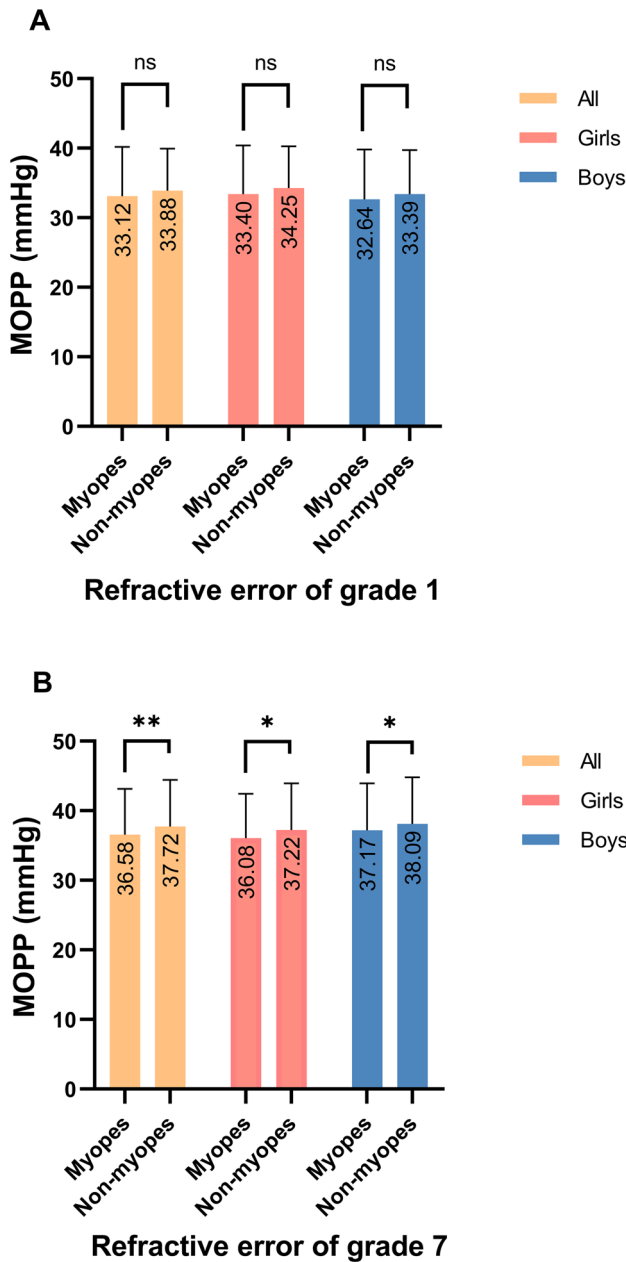 A
ns
ns
ns
50
40
30
20
10
0
MOPP (mmHg)
33.12
33.88
33.40
34.25
32.64
33.39
Myopes
Non-myopes
Myopes
Non-myopes
Myopes
Non-myopes
Refractive error of grade 1
All
Girls
Boys
B
**
*
*
50
40
30
20
10
0
MOPP (mmHg)
36.58
37.72
36.08
37.22
37.17
38.09
Myopes
Non-myopes
Myopes
Non-myopes
Myopes
Non-myopes
Refractive error of grade 7
All
Girls
Boys